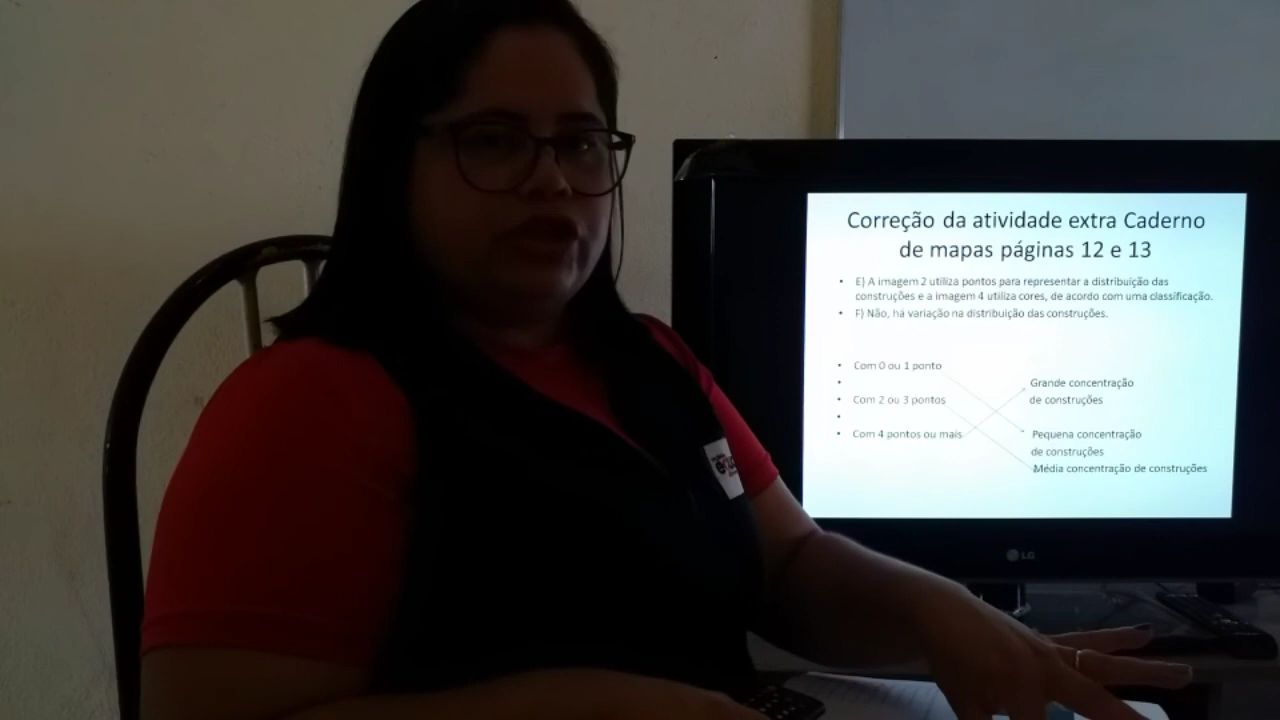 Correção da atividade extra Caderno
de mapas páginas 12 e 13
• E) A imagem 2 utiliza pontos para representar a distribuição das
construções e a imagem 4 utiliza cores, de acordo com uma classificação.
• F) Não, há variação na distribuição das construções.
• Com 0 ou 1 ponto
• Com 2 ou 3 pontos
• Com 4 pontos ou mais
Grande concentração
de construções
Pequena concentração
de construções
Média concentração de construções
LG